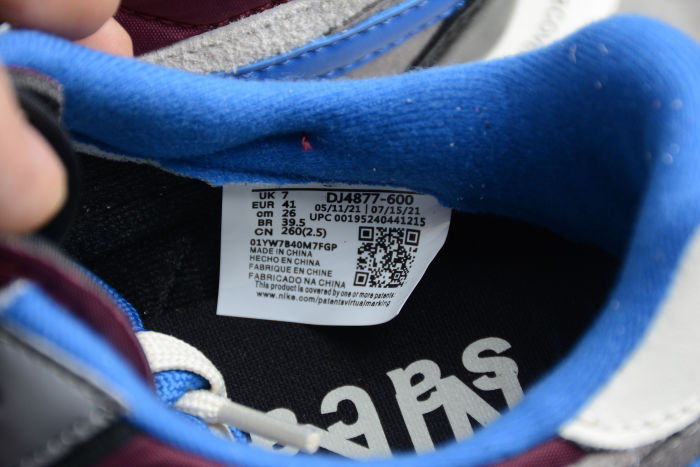 UK 7 DJ4877-600
EUR 41 05/11/21 | 07/15/21
cm 26 UPC 00195240441215
BR 39.5
CN 260(2.5)
01YW7B40M7FGP
MADE IN CHINA
HECHO EN CHINA
FABRIQUE EN CHINE
FABRICADO NA CHINA
This product is covered by one or more patents:
www.nike.com/patentsvirtualmarking
sacai